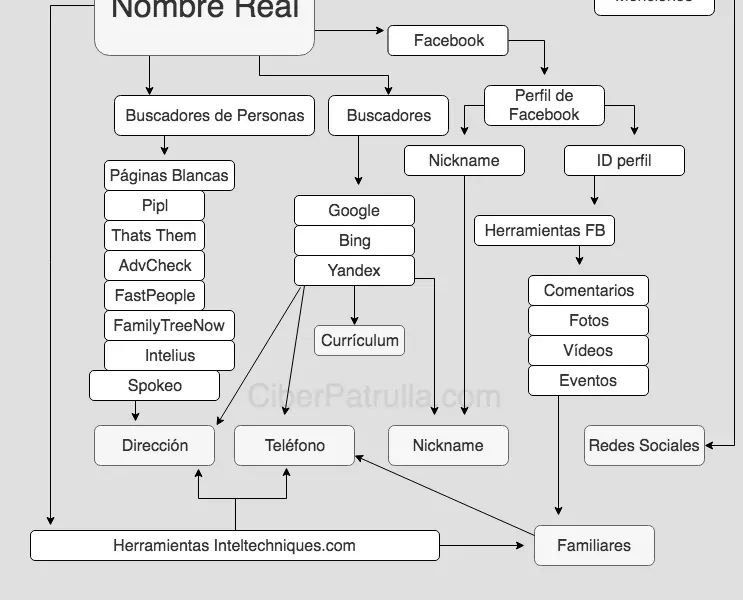 Nombre Real
Menciones
Facebook
Buscadores de Personas
Buscadores
Perfil de
Facebook
Nickname
ID perfil
Páginas Blancas
Pipl
Thats Them
AdvCheck
FastPeople
FamilyTreeNow
Intelius
Spokeo
Google
Bing
Yandex
Herramientas FB
Comentarios
Fotos
Vídeos
Eventos
Currículum
CiberPatrulla.com
Dirección
Teléfono
Nickname
Redes Sociales
Herramientas Inteltechniques.com
Familiares